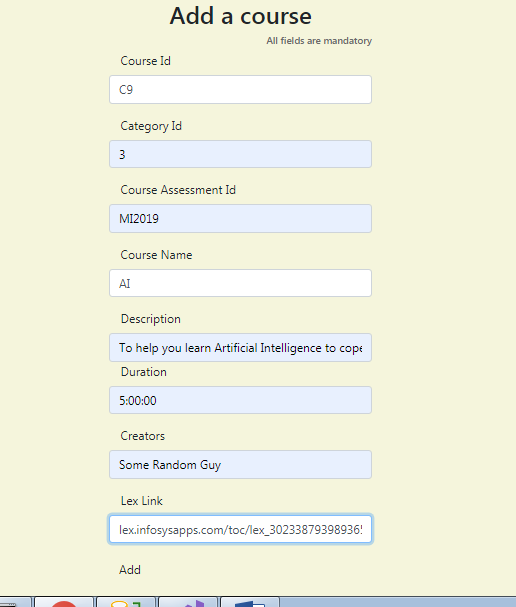 Add a course
All fields are mandatory
Course Id
C9
Category Id
3
Course Assessment Id
MI2019
Course Name
AI
Description
To help you learn Artificial Intelligence to cope
Duration
5:00:00
Creators
Some Random Guy
Lex Link
lex.infosysapps.com/toc/lex_30233879398936
Add